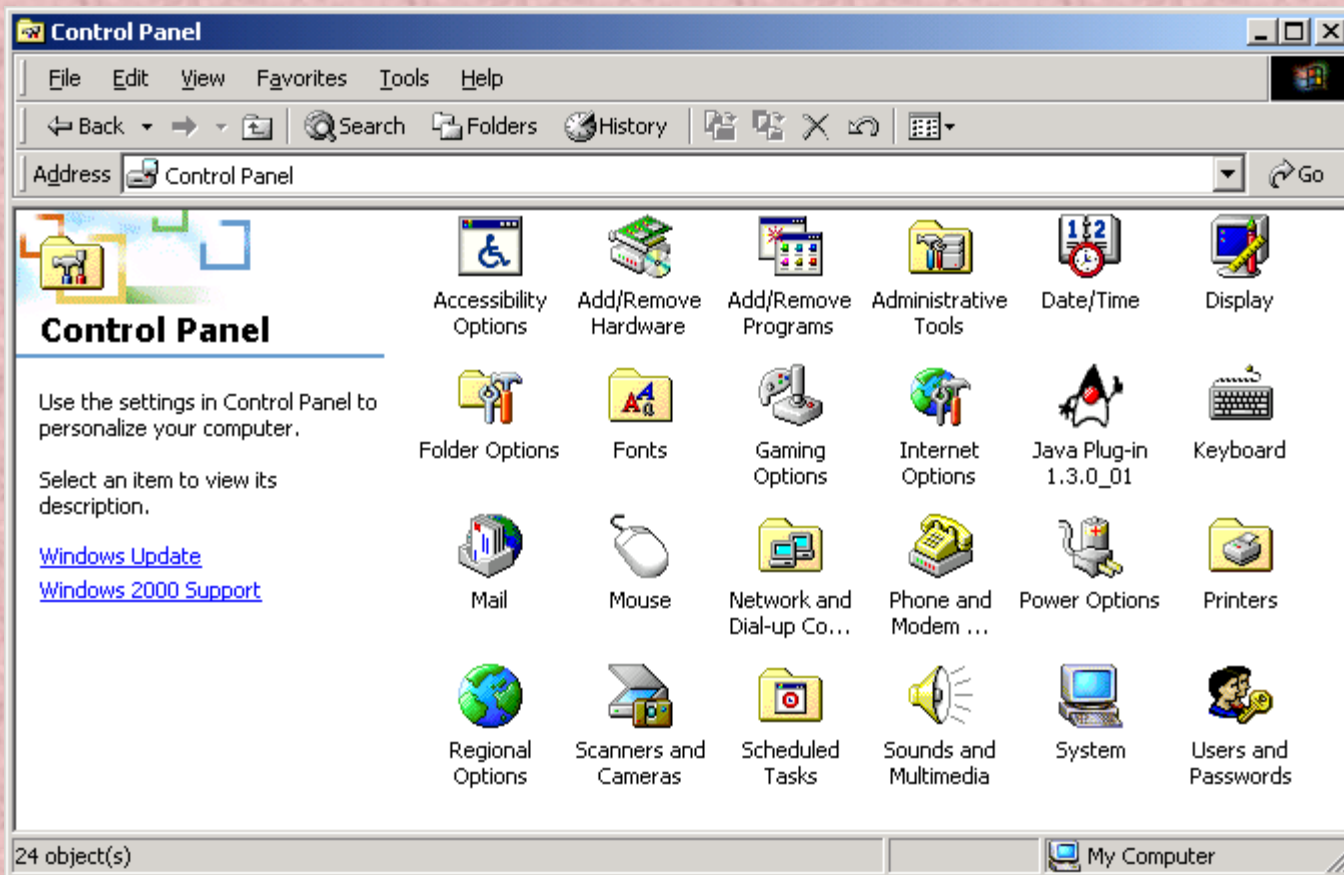 Control Panel
File Edit View Favorites Tools Help
Back Search Folders History
Address Control Panel Go
Control Panel
Use the settings in Control Panel to
personalize your computer.
Select an item to view its
description.
Windows Update
Windows 2000 Support
Accessibility
Options
Add/Remove
Hardware
Add/Remove
Programs
Administrative
Tools
Date/Time
Display
Folder Options
Fonts
Gaming
Options
Internet
Options
Java Plug-in
1.3.0_01
Keyboard
Mail
Mouse
Network and
Dial-up Co...
Phone and
Modem ...
Power Options
Printers
Regional
Options
Scanners and
Cameras
Scheduled
Tasks
Sounds and
Multimedia
System
Users and
Passwords
24 object(s)
My Computer